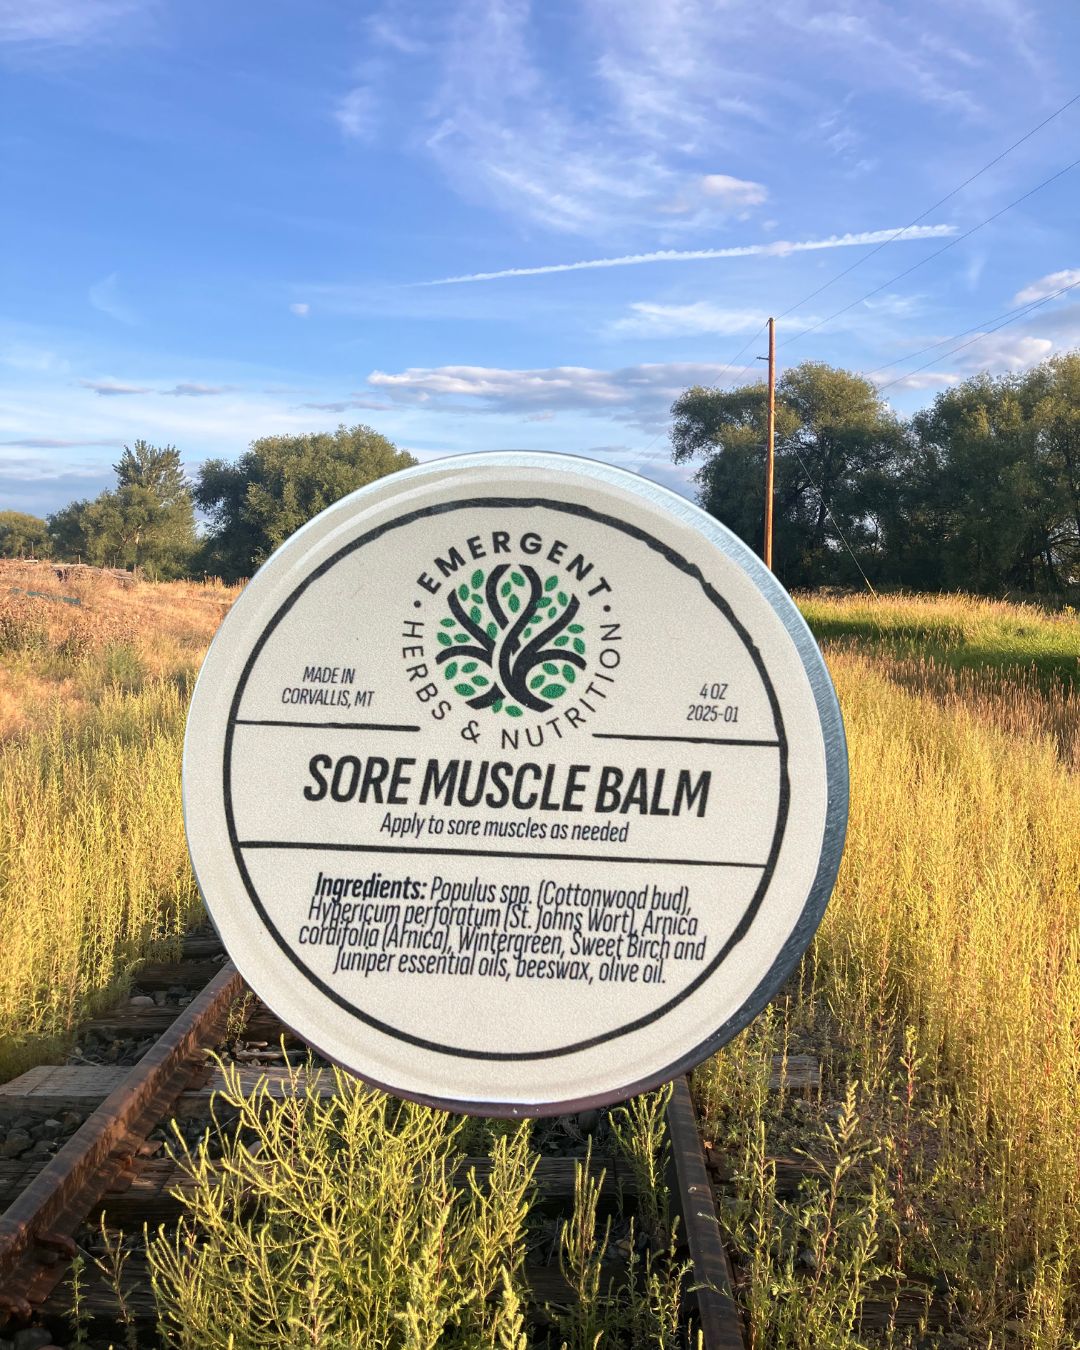 EMERGENT
HERBS & NUTRITION
MADE IN
CORVALLIS, MT
4 OZ
2025-01
SORE MUSCLE BALM
Apply to sore muscles as needed
Ingredients: Populus spp. (Cottonwood bud),
Hypericum perforatum (St. Johns Wort), Arnica
cordifolia (Arnica), Wintergreen, Sweet Birch and
Juniper essential oils, beeswax, olive oil.